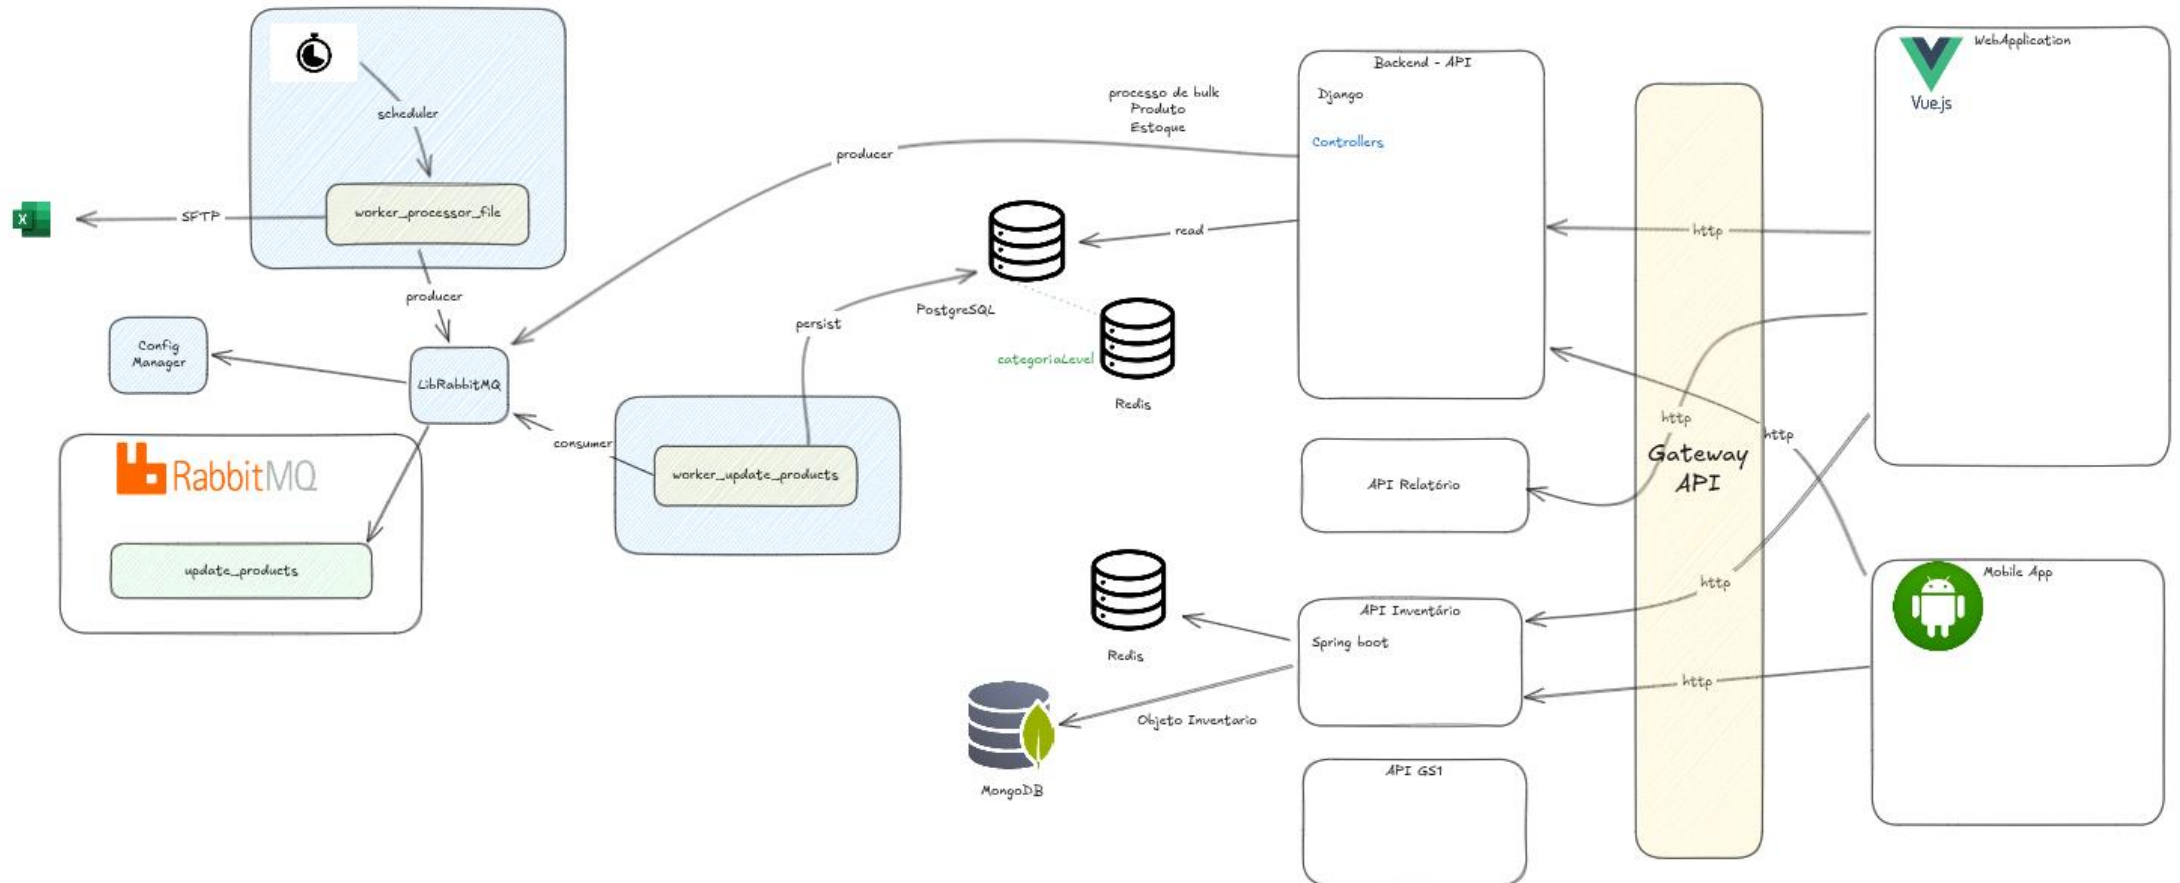 scheduler
worker_processor_file
SFTP
X
producer
Config
Manager
LibRabbitMQ
RabbitMQ
update_products
consumer
worker_update_products
persist
producer
processo de bulk
Produto
Estoque
read
PostgreSQL
categoriaLevel
Redis
Backend - API
Django
Controllers
API Relatório
Redis
API Inventário
Spring boot
Objeto Inventario
MongoDB
API GS1
http
http
http
Gateway
API
http
http
WebApplication
Vue.js
Mobile App